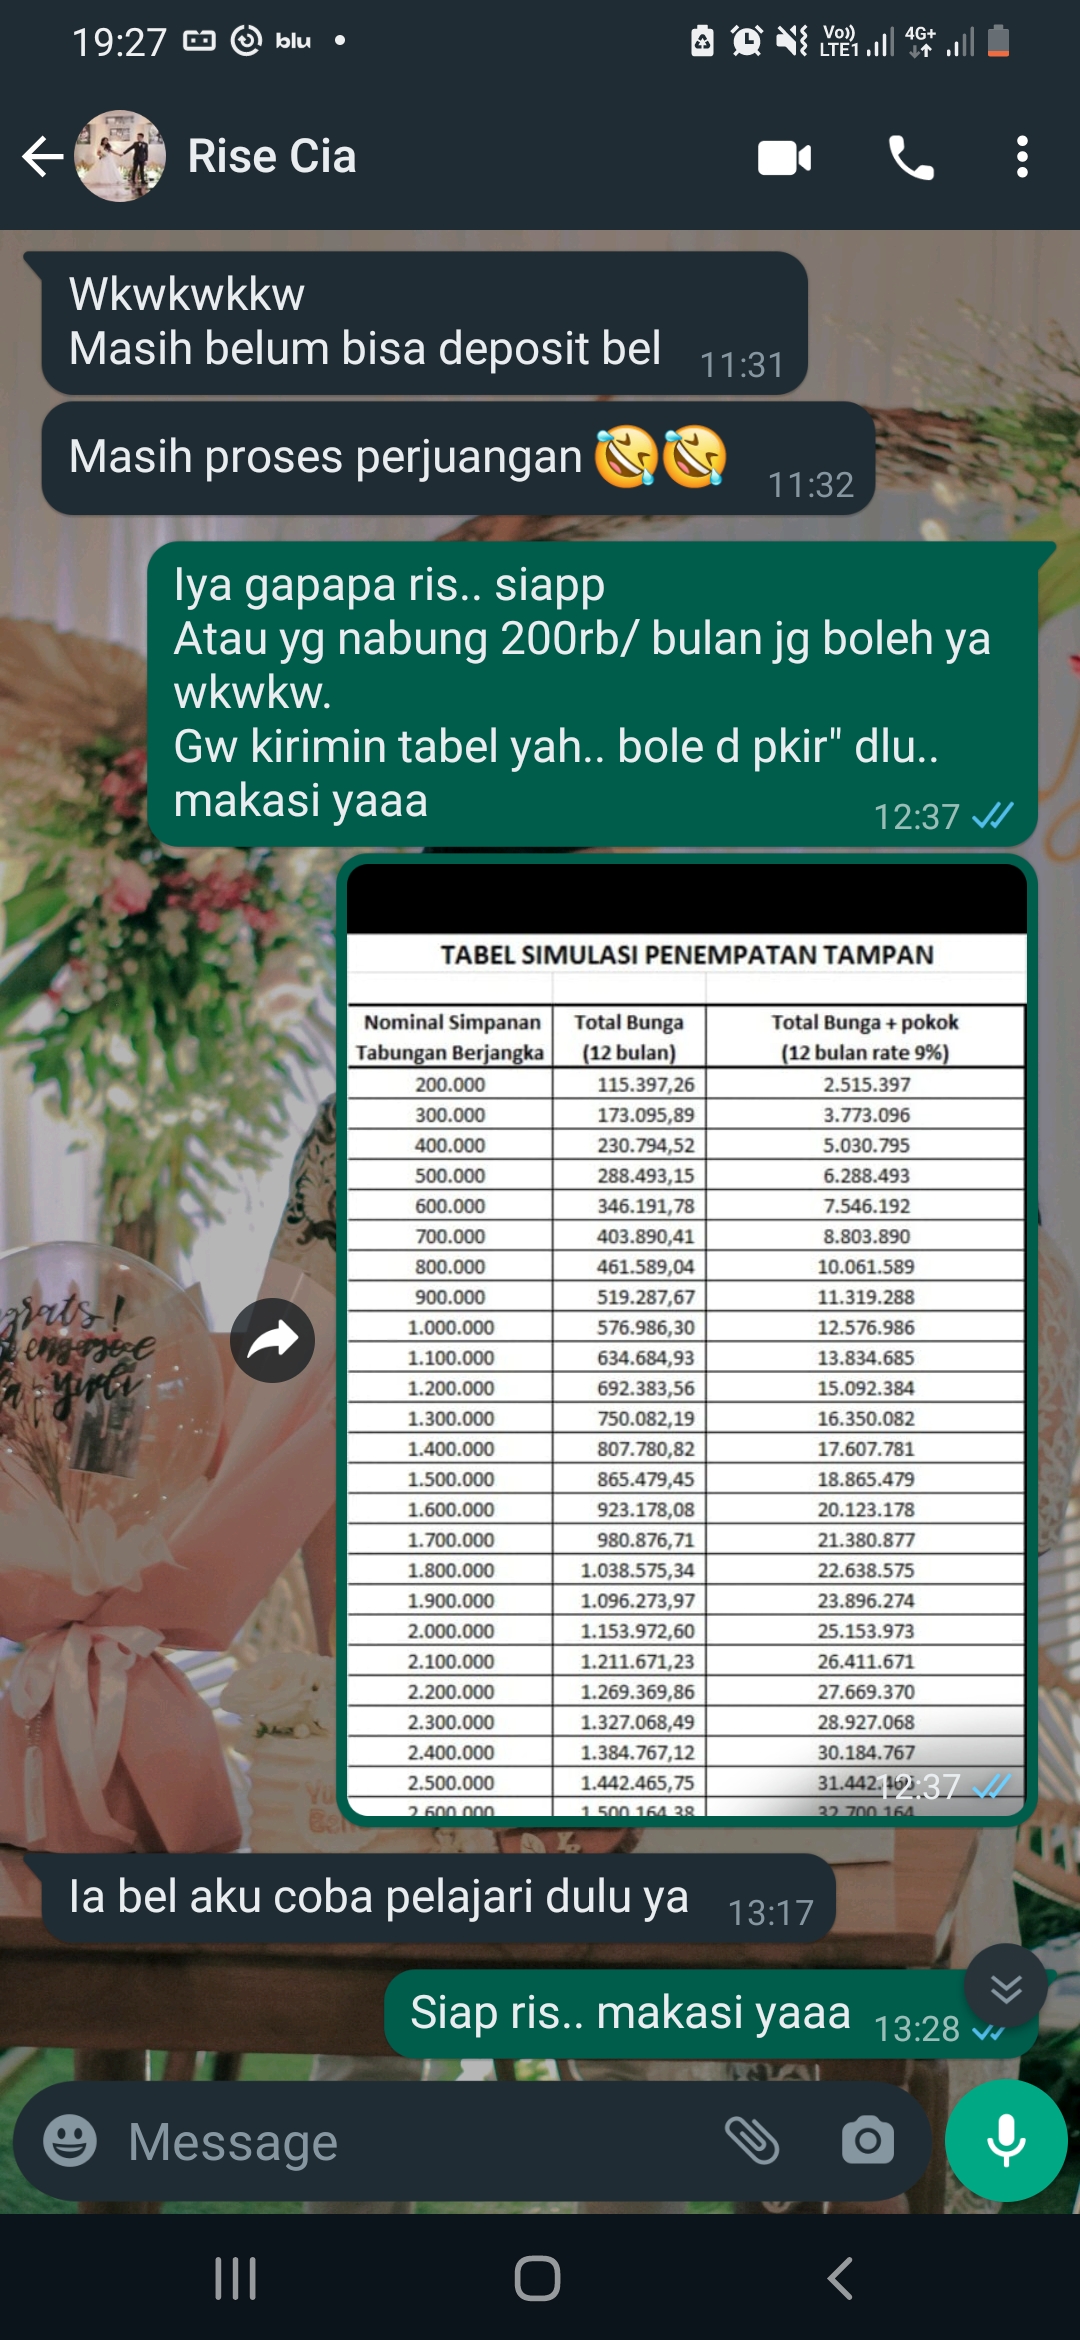 19:27 blu
Vo)) LTE1 4G+
Rise Cia
Wkwkwkkw
Masih belum bisa deposit bel 11:31
Masih proses perjuangan 🤣🤣 11:32
Iya gapapa ris.. siapp
Atau yg nabung 200rb/ bulan jg boleh ya
wkwkw.
Gw kirimin tabel yah.. bole d pkir" dlu..
makasi yaaa 12:37
TABEL SIMULASI PENEMPATAN TAMPAN
Nominal Simpanan Total Bunga Total Bunga + pokok
Tabungan Berjangka (12 bulan) (12 bulan rate 9%)
200.000 115.397,26 2.515.397
300.000 173.095,89 3.773.096
400.000 230.794,52 5.030.795
500.000 288.493,15 6.288.493
600.000 346.191,78 7.546.192
700.000 403.890,41 8.803.890
800.000 461.589,04 10.061.589
900.000 519.287,67 11.319.288
1.000.000 576.986,30 12.576.986
1.100.000 634.684,93 13.834.685
1.200.000 692.383,56 15.092.384
1.300.000 750.082,19 16.350.082
1.400.000 807.780,82 17.607.781
1.500.000 865.479,45 18.865.479
1.600.000 923.178,08 20.123.178
1.700.000 980.876,71 21.380.877
1.800.000 1.038.575,34 22.638.575
1.900.000 1.096.273,97 23.896.274
2.000.000 1.153.972,60 25.153.973
2.100.000 1.211.671,23 26.411.671
2.200.000 1.269.369,86 27.669.370
2.300.000 1.327.068,49 28.927.068
2.400.000 1.384.767,12 30.184.767
2.500.000 1.442.465,75 31.442.466
12:37
2.600.000 1.500.164,38 32.700.164
grats!
engaged
Ia bel aku coba pelajari dulu ya 13:17
Siap ris.. makasi yaaa 13:28
Message